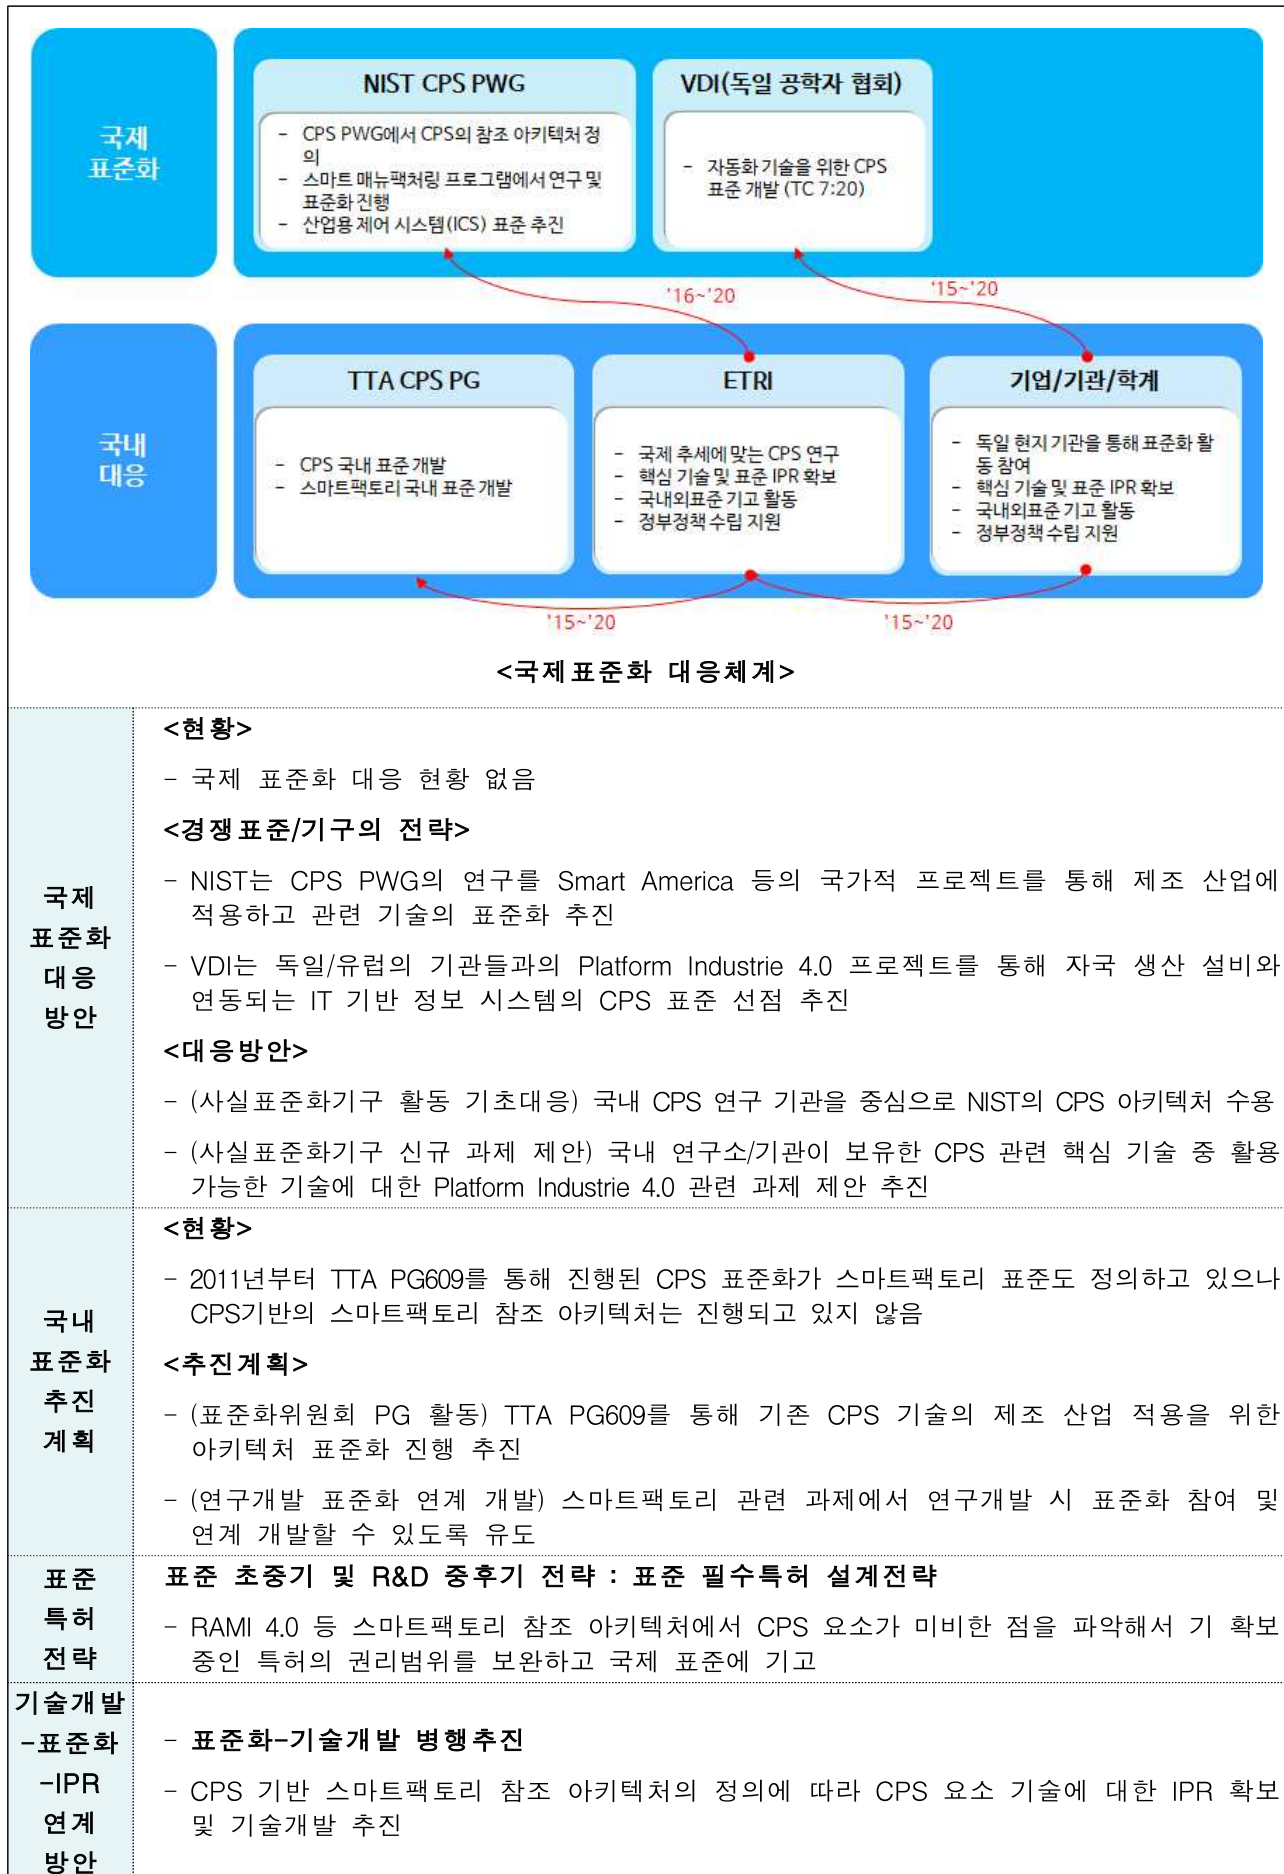 국제
표준화
NIST CPS PWG
- CPS PWG에서 CPS의 참조 아키텍처 정
의
- 스마트 매뉴팩처링 프로그램에서 연구 및
표준화 진행
- 산업용 제어 시스템(ICS) 표준 추진
VDI(독일 공학자 협회)
- 자동화 기술을 위한 CPS
표준 개발 (TC 7:20)
'16~'20
'15~'20
국내
대응
TTA CPS PG
- CPS 국내 표준 개발
- 스마트팩토리 국내 표준 개발
ETRI
- 국제 추세에 맞는 CPS 연구
- 핵심 기술 및 표준 IPR 확보
- 국내외표준 기고 활동
- 정부정책 수립 지원
기업/기관/학계
- 독일 현지 기관을 통해 표준화 활
동 참여
- 핵심 기술 및 표준 IPR 확보
- 국내외표준 기고 활동
- 정부정책 수립 지원
'15~'20
'15~'20
<국제표준화 대응체계>
국제
표준화
대응
방안
<현황>
- 국제 표준화 대응 현황 없음
<경쟁표준/기구의 전략>
- NIST는 CPS PWG의 연구를 Smart America 등의 국가적 프로젝트를 통해 제조 산업에
적용하고 관련 기술의 표준화 추진
- VDI는 독일/유럽의 기관들과의 Platform Industrie 4.0 프로젝트를 통해 자국 생산 설비와
연동되는 IT 기반 정보 시스템의 CPS 표준 선점 추진
<대응방안>
- (사실표준화기구 활동 기초대응) 국내 CPS 연구 기관을 중심으로 NIST의 CPS 아키텍처 수용
- (사실표준화기구 신규 과제 제안) 국내 연구소/기관이 보유한 CPS 관련 핵심 기술 중 활용
가능한 기술에 대한 Platform Industrie 4.0 관련 과제 제안 추진
국내
표준화
추진
계획
<현황>
- 2011년부터 TTA PG609를 통해 진행된 CPS 표준화가 스마트팩토리 표준도 정의하고 있으나
CPS기반의 스마트팩토리 참조 아키텍처는 진행되고 있지 않음
<추진계획>
- (표준화위원회 PG 활동) TTA PG609를 통해 기존 CPS 기술의 제조 산업 적용을 위한
아키텍처 표준화 진행 추진
- (연구개발 표준화 연계 개발) 스마트팩토리 관련 과제에서 연구개발 시 표준화 참여 및
연계 개발할 수 있도록 유도
표준
특허
전략
표준 초중기 및 R&D 중후기 전략 : 표준 필수특허 설계전략
- RAMI 4.0 등 스마트팩토리 참조 아키텍처에서 CPS 요소가 미비한 점을 파악해서 기 확보
중인 특허의 권리범위를 보완하고 국제 표준에 기고
기술개발
-표준화
-IPR
연계
방안
- 표준화-기술개발 병행추진
- CPS 기반 스마트팩토리 참조 아키텍처의 정의에 따라 CPS 요소 기술에 대한 IPR 확보
및 기술개발 추진